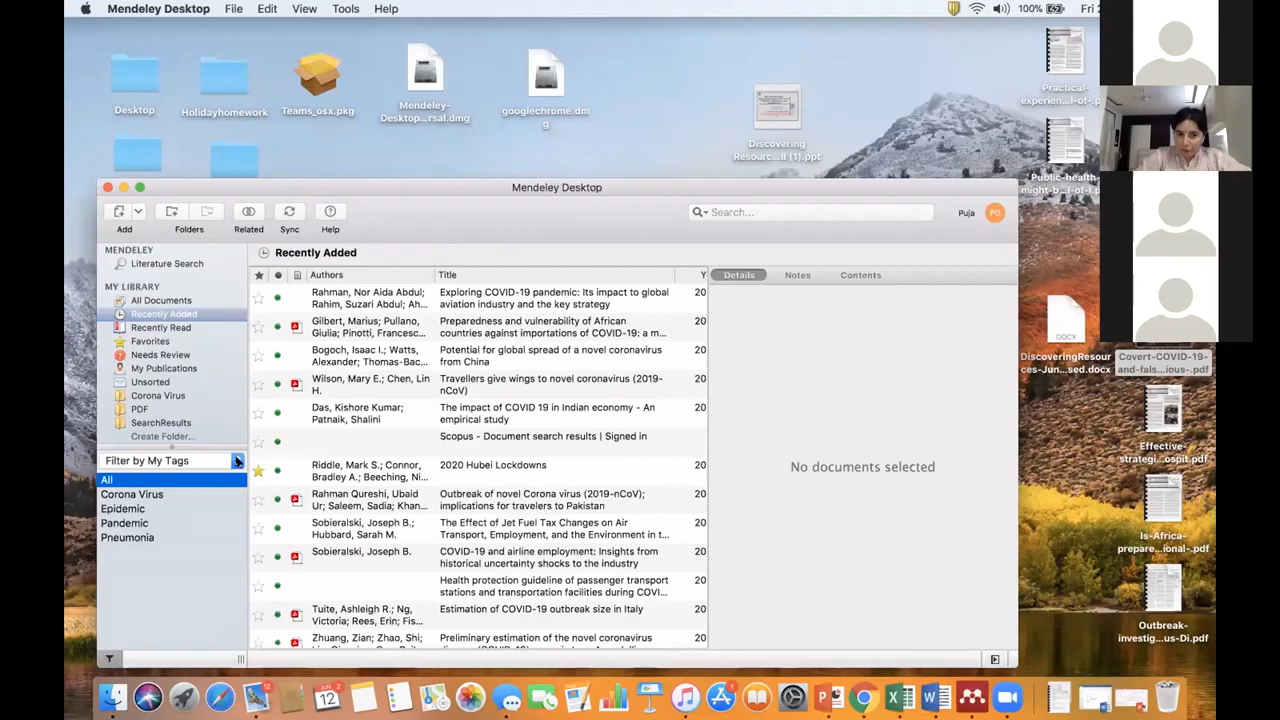 Mendeley Desktop File Edit View Tools Help
100% Fri
Desktop
Holidayhomework
Teams_osx.pkg
Mendeley-
Desktop...rsal.dmg
googlechrome.dm
g
Discovering
Resourc...II (1).ppt
Practical-
experien...l-of-.p
Public-health-
might-b...l-of-l.p
DOCX
DiscoveringResour
ces-Jun...sed.docx
Covert-COVID-19-
and-fals...ious-.pdf
Effective-
strategi...ospit.pdf
Is-Africa-
prepare...ional-.pdf
Outbreak-
investig...us-Di.pdf
Mendeley Desktop
Add
Folders
Related
Sync
Help
Search...
Puja
PG
MENDELEY
Literature Search
MY LIBRARY
All Documents
Recently Added
Recently Read
Favorites
Needs Review
My Publications
Unsorted
Corona Virus
PDF
SearchResults
Create Folder...
Filter by My Tags
All
Corona Virus
Epidemic
Pandemic
Pneumonia
Recently Added
Authors Title Y
Rahman, Nor Aida Abdul; Exploring COVID-19 pandemic: Its impact to global 20
Rahim, Suzari Abdul; Ah... aviation industry and the key strategy
Gilbert, Marius; Pullano, Preparedness and vulnerability of African 20
Giulia; Pinotti, Francesc... countries against importations of COVID-19: a m...
Bogoch, Isaac I.; Watts, Potential for global spread of a novel coronavirus 20
Alexander; Thomas-Bac... from China
Wilson, Mary E.; Chen, Lin Travellers give wings to novel coronavirus (2019- 20
H. nCoV)
Das, Kishore Kumar; The impact of COVID 19 in Indian economy - An 20
Patnaik, Shalini empirical study
Scopus - Document search results | Signed in 20
Riddle, Mark S.; Connor, 2020 Hubei Lockdowns 20
Bradley A.; Beeching, Ni...
Rahman Qureshi, Ubaid Outbreak of novel Corona virus (2019-nCoV); 20
Ur; Saleem, Sadia; Khan... implications for travelers to Pakistan
Sobieralski, Joseph B.; The Effect of Jet Fuel Tax Changes on Air 20
Hubbard, Sarah M. Transport, Employment, and the Environment in t...
Sobieralski, Joseph B. COVID-19 and airline employment: Insights from 20
historical uncertainty shocks to the industry
Health protection guideline of passenger transport 20
stations and transportation facilities during COVI...
Tuite, Ashleigh R.; Ng, Estimation of COVID-19 outbreak size in Italy 20
Victoria; Rees, Erin; Fis...
Zhuang, Zian; Zhao, Shi; Preliminary estimation of the novel coronavirus 20
Details Notes Contents
No documents selected
JUN
12